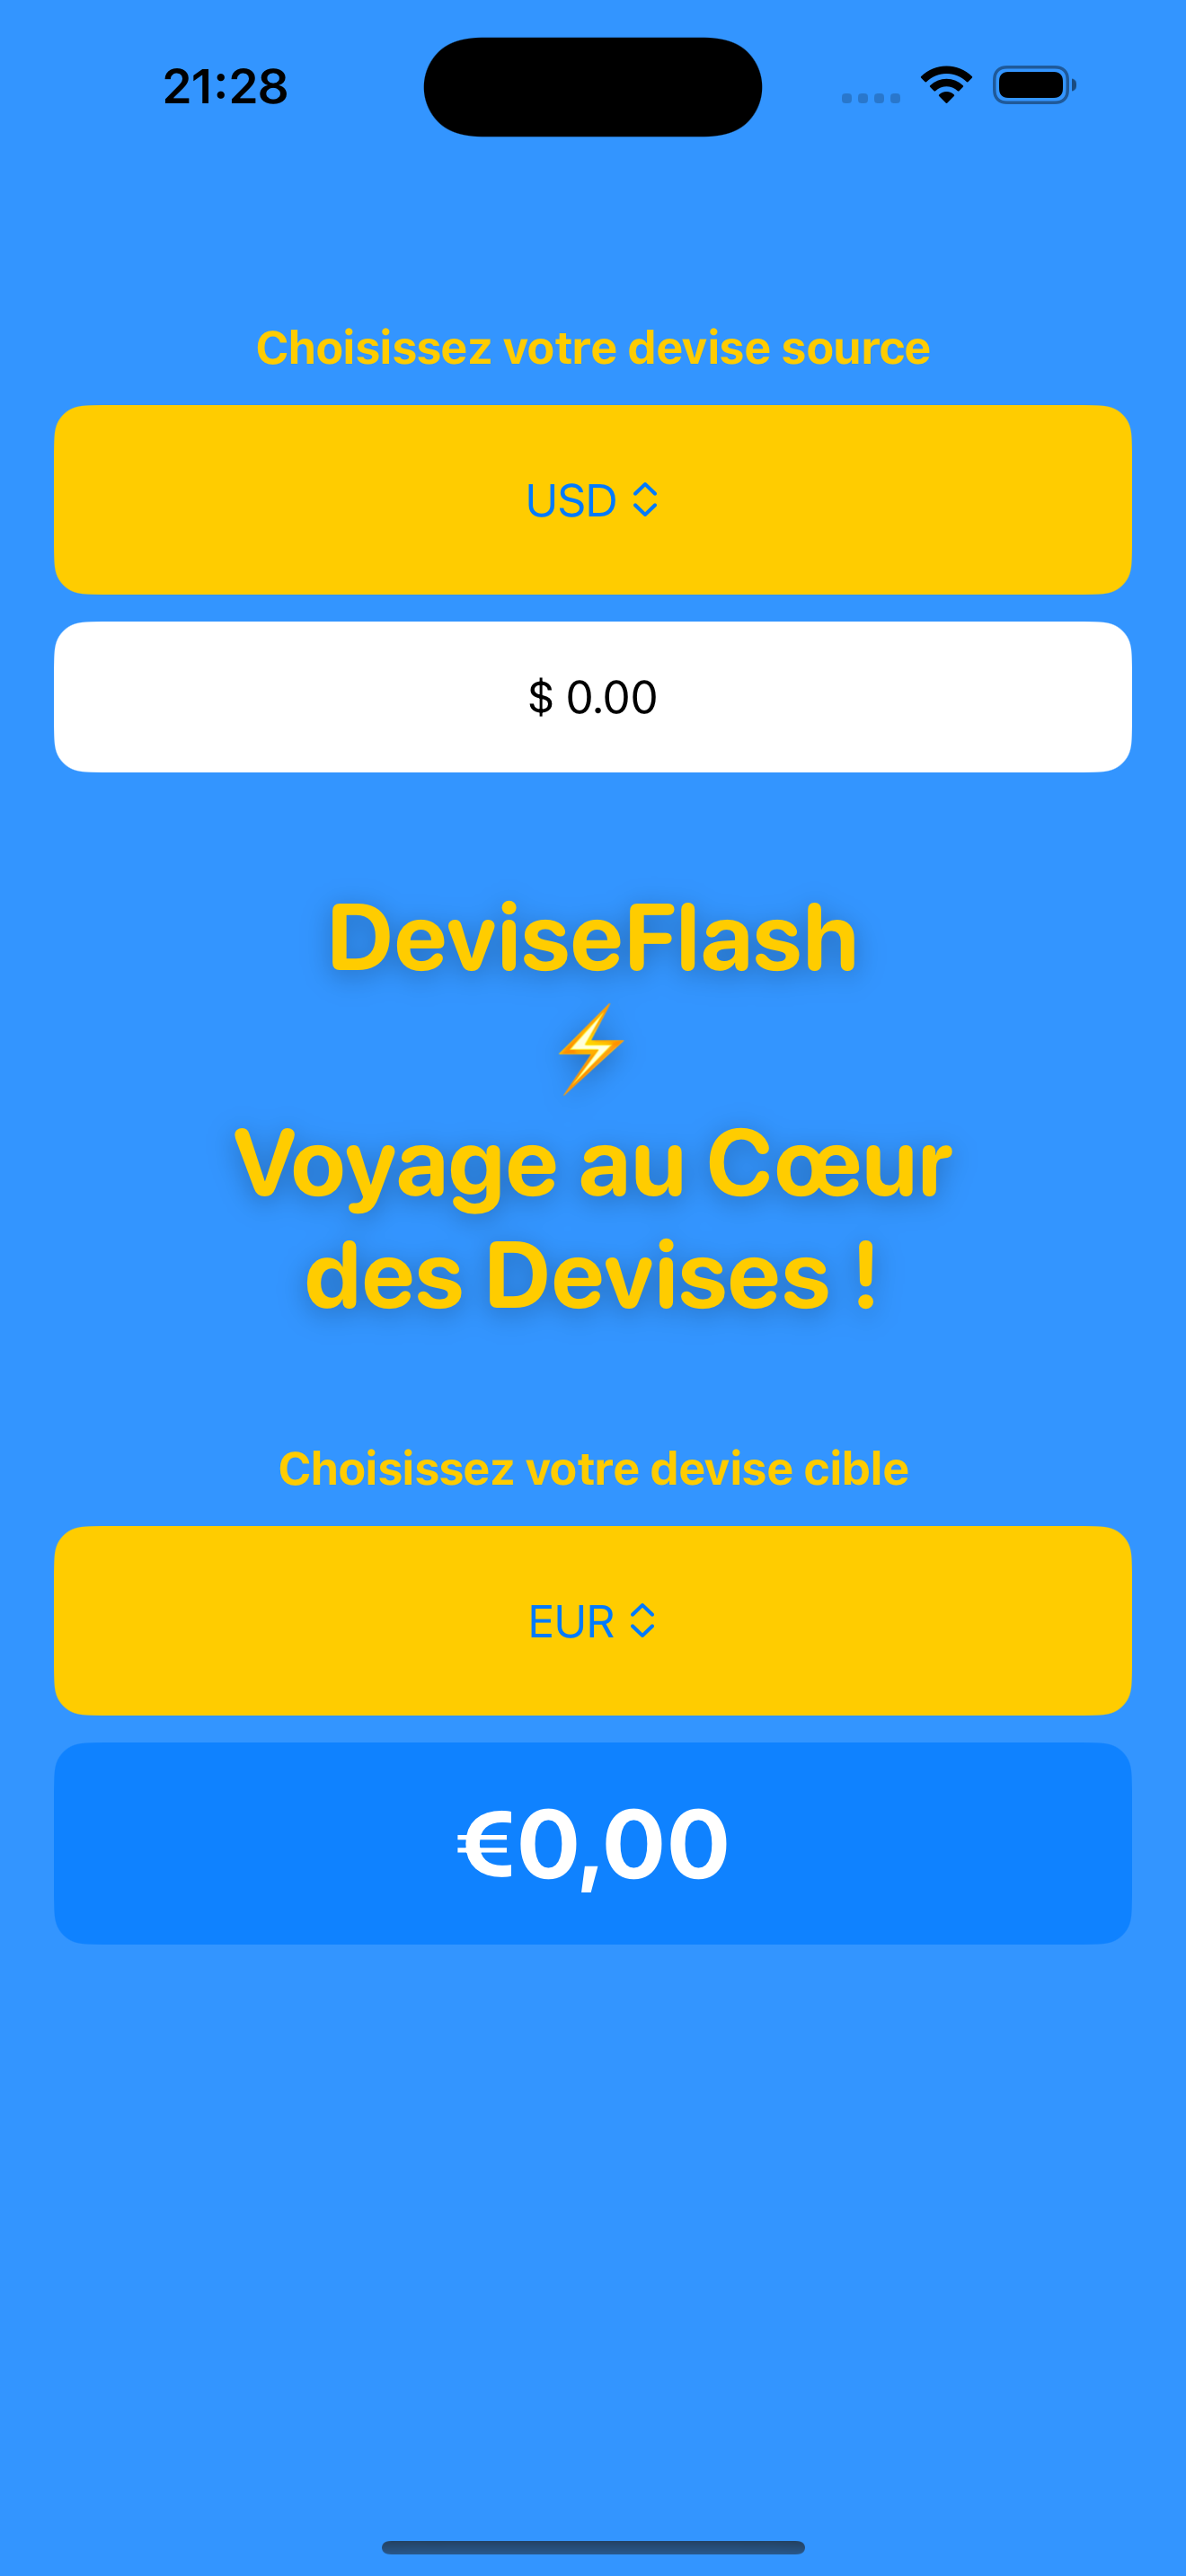 21:28
Choisissez votre devise source
USD
$ 0.00
DeviseFlash
⚡
Voyage au Cœur
des Devises !
Choisissez votre devise cible
EUR
€0,00